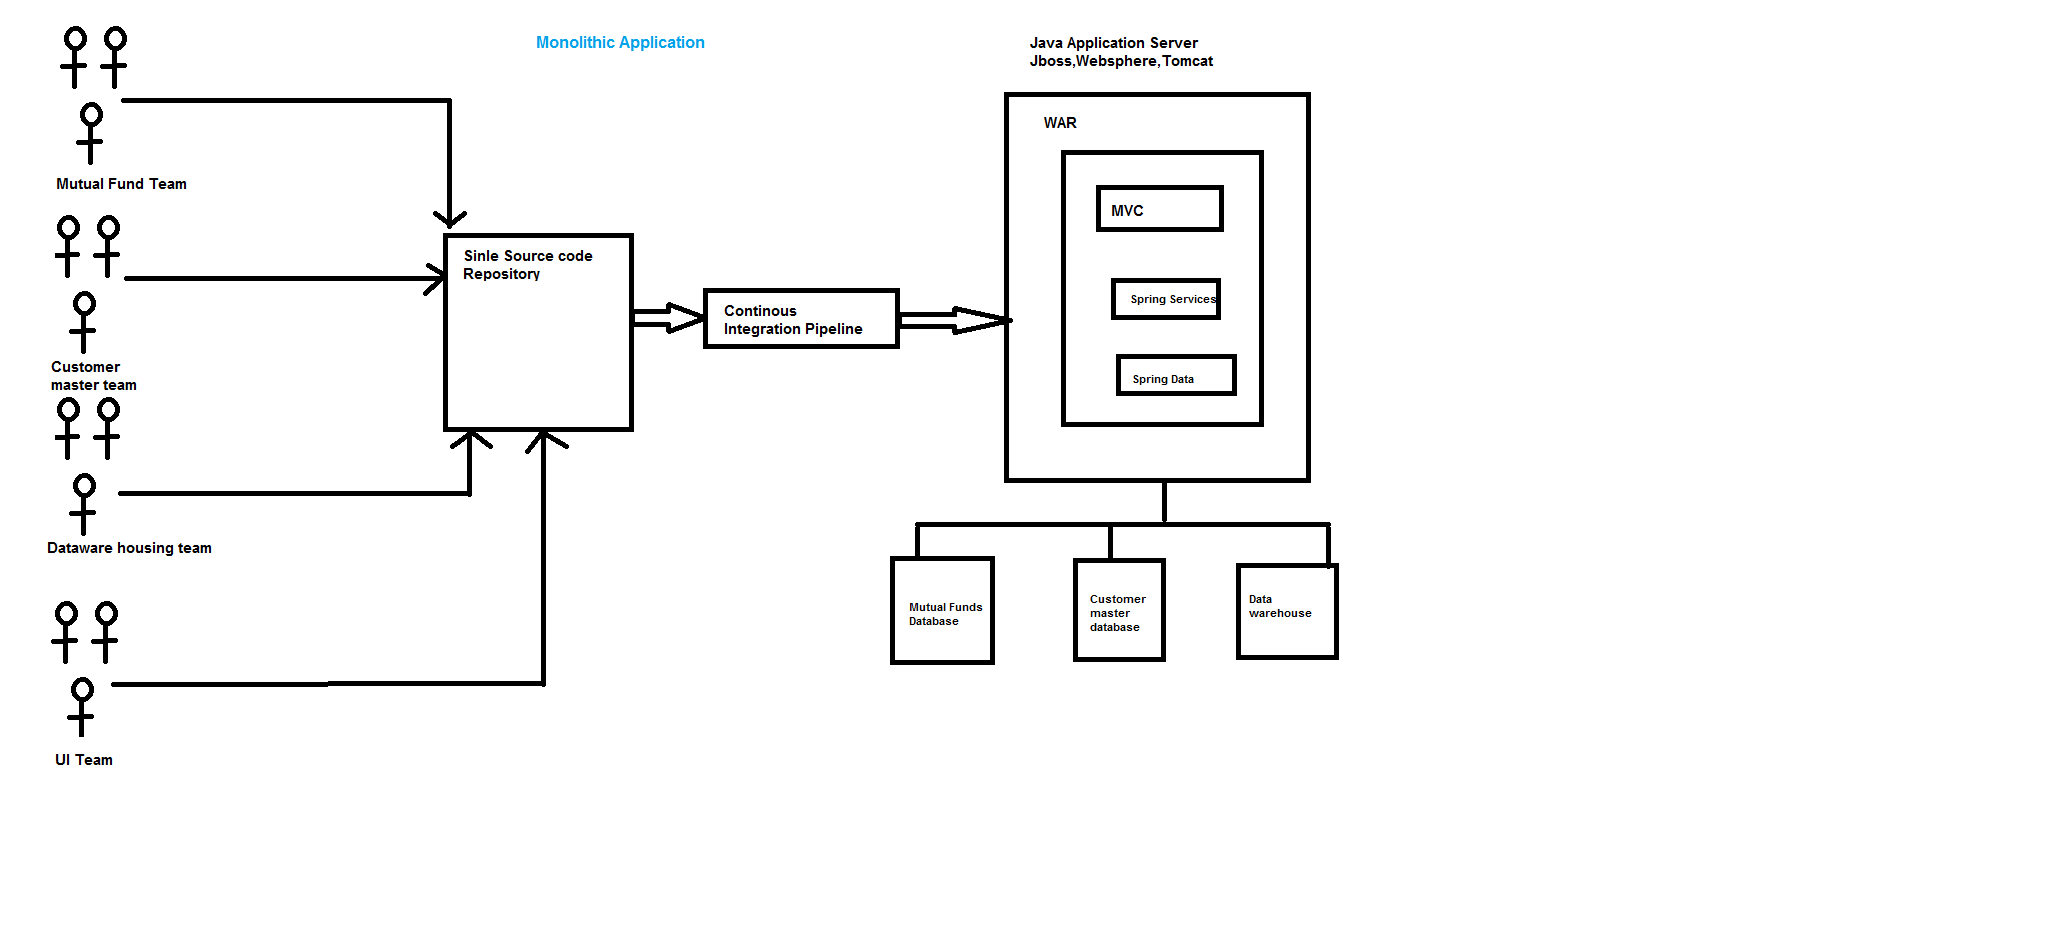 Monolithic Application
Java Application Server
Jboss,Websphere,Tomcat
WAR
MVC
Mutual Fund Team
Sinle Source code
Repository
Spring Services
Continous
Integration Pipeline
Customer
master team
Spring Data
Dataware housing team
Mutual Funds
Database
Customer
master
database
Data
warehouse
UI Team